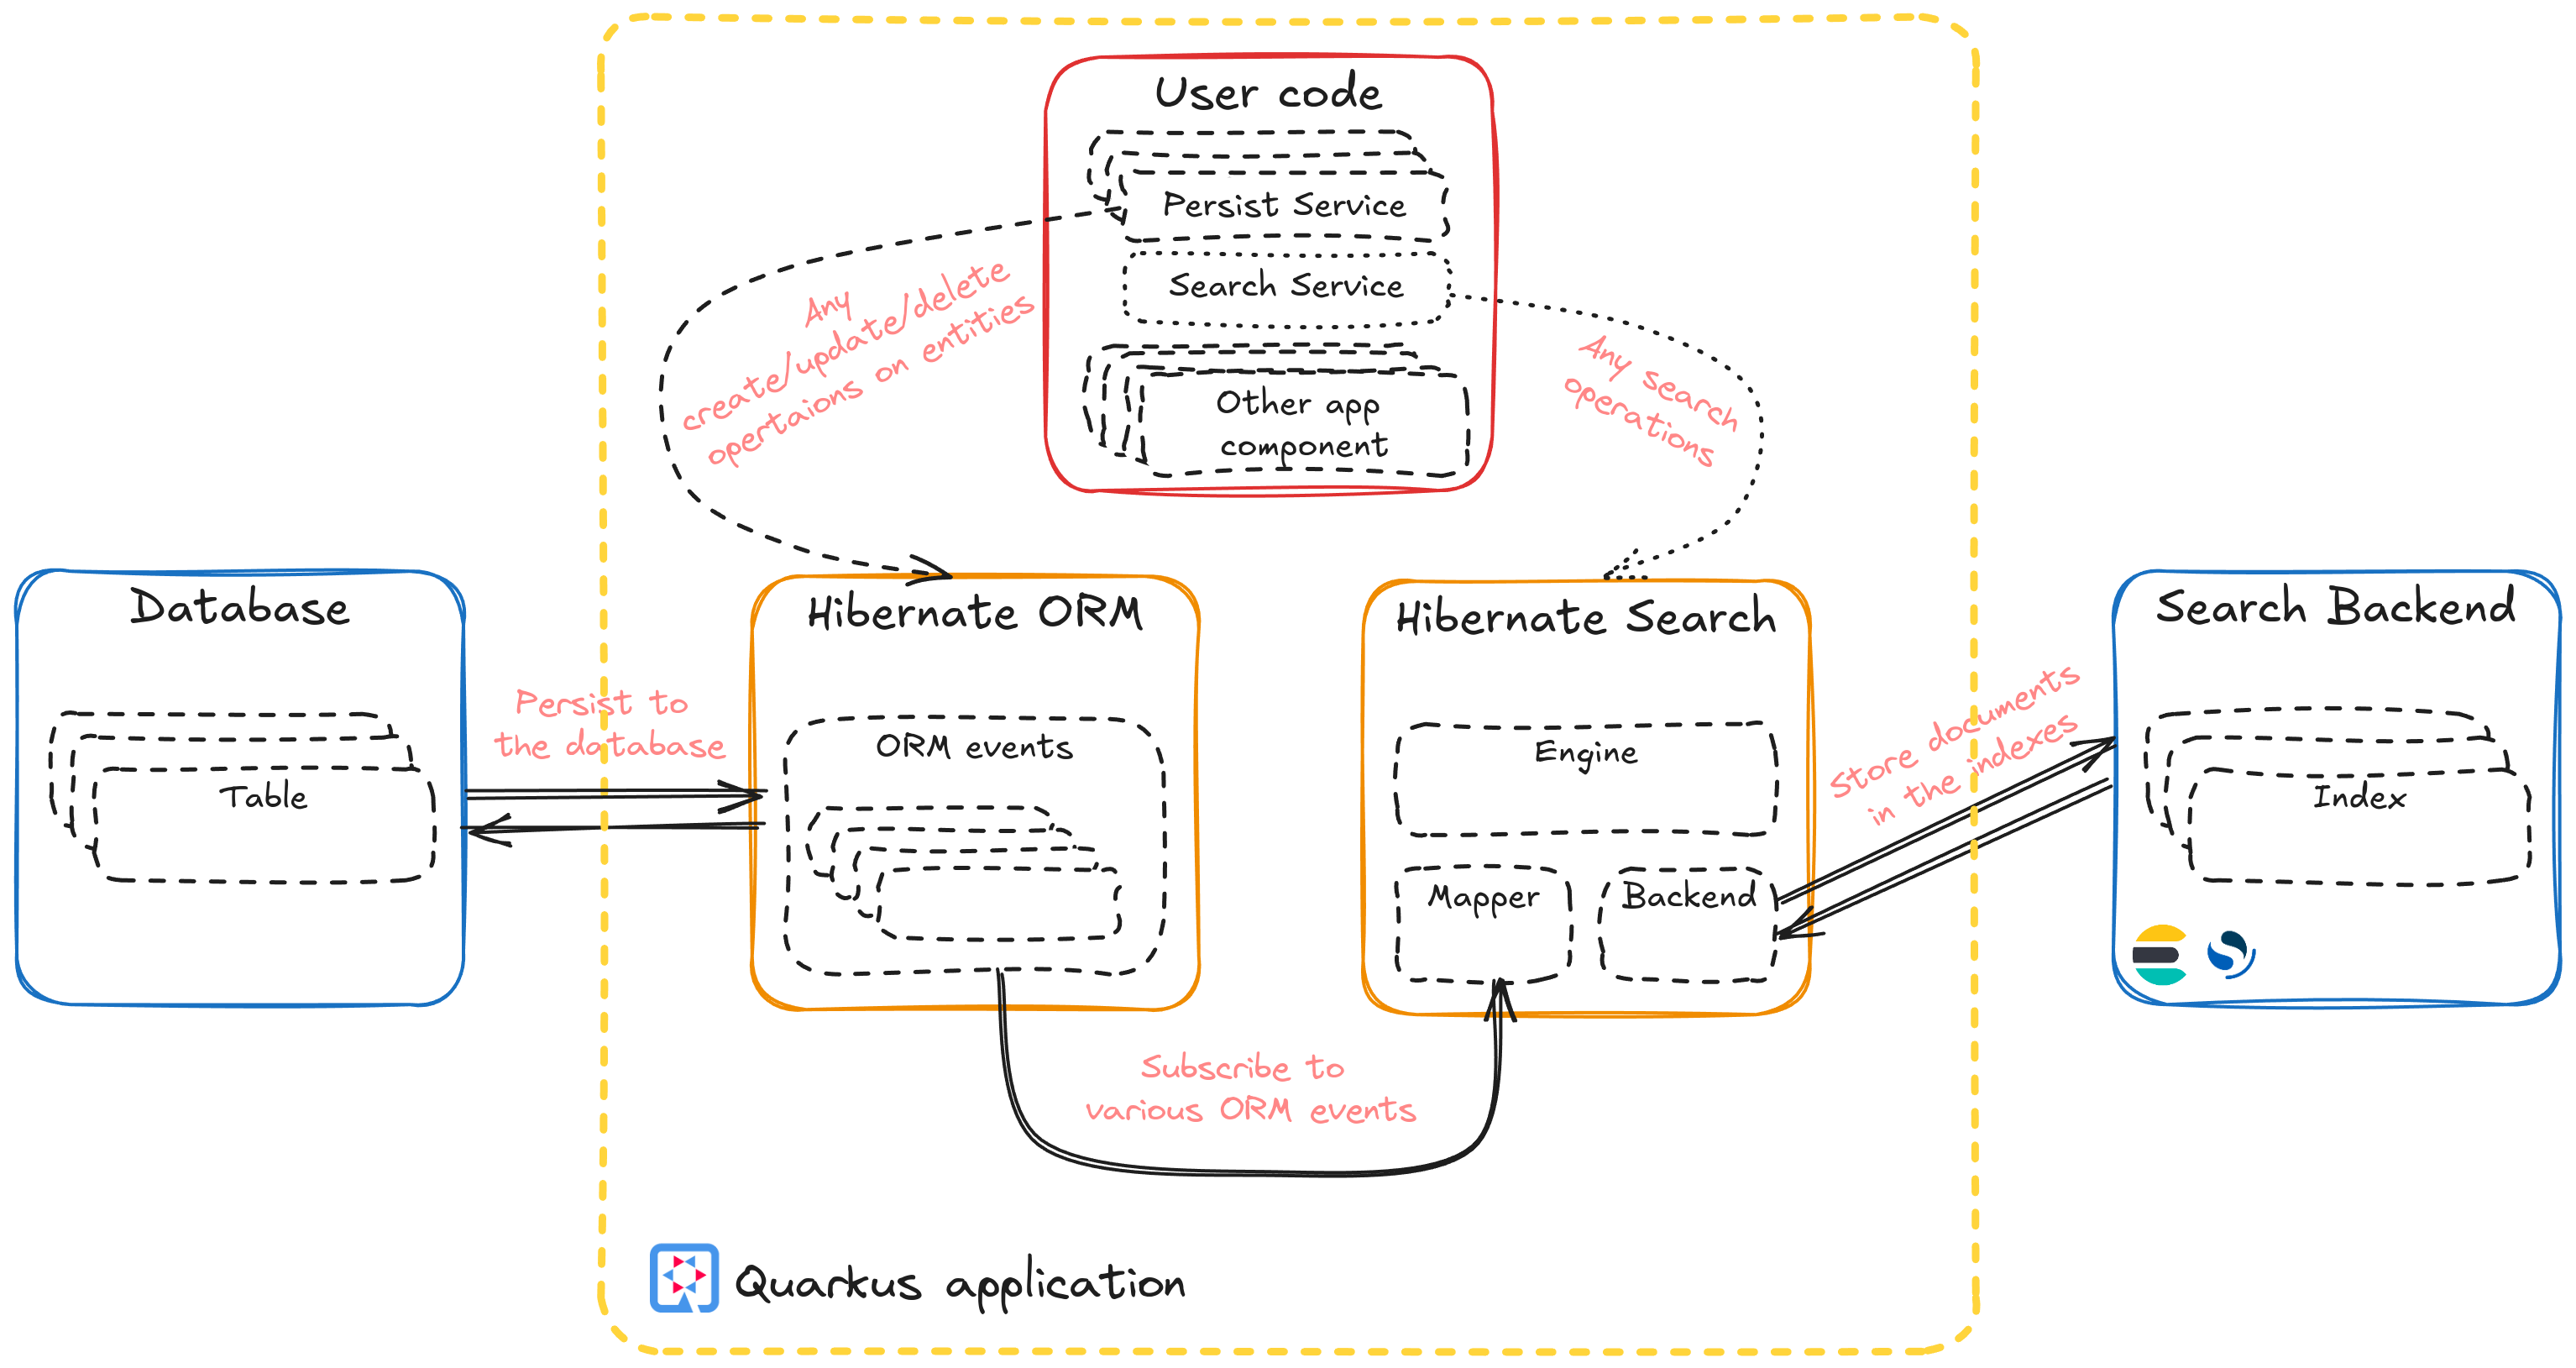 User code
Persist Service
Search Service
Other app
component
Any
create/update/delete
opertaions on entities
Any search
operations
Database
Table
Persist to
the database
Hibernate ORM
ORM events
Hibernate Search
Engine
Mapper
Backend
Store documents
in the indexes
Search Backend
Index
Subscribe to
various ORM events
Quarkus application